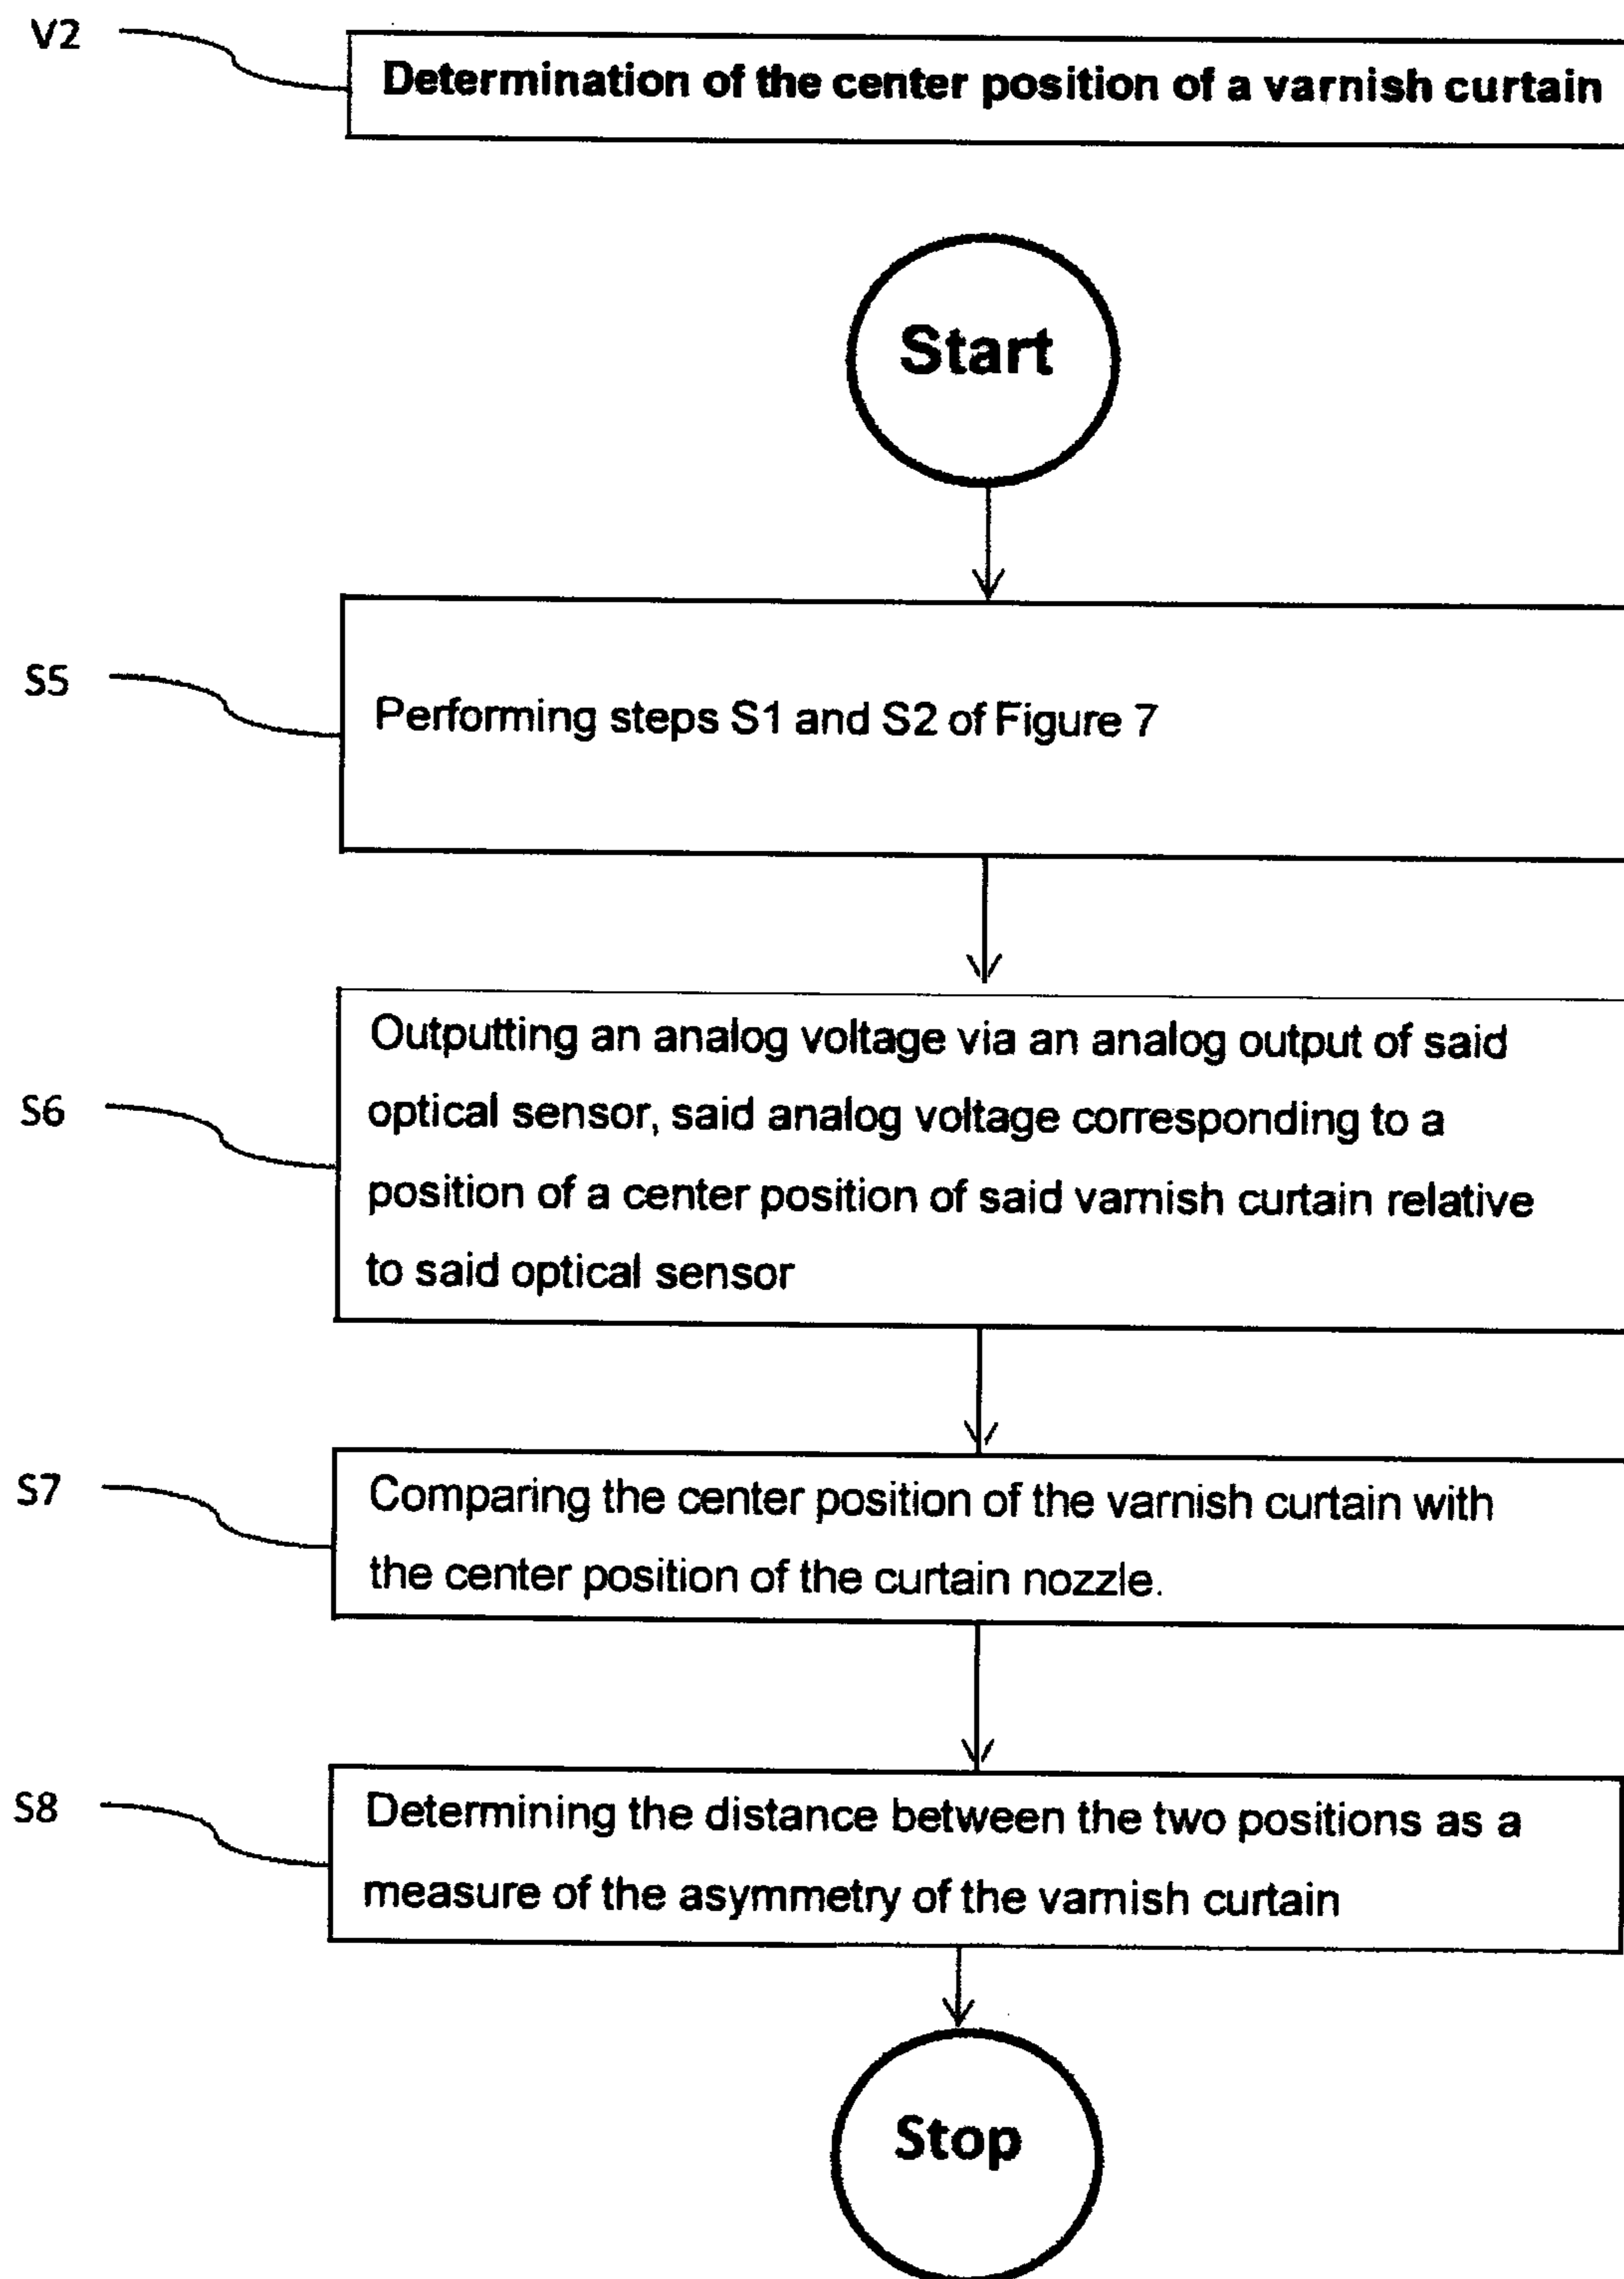 V2
Determination of the center position of a varnish curtain
Start
S5
Performing steps S1 and S2 of Figure 7
S6
Outputting an analog voltage via an analog output of said
optical sensor, said analog voltage corresponding to a
position of a center position of said varnish curtain relative
to said optical sensor
S7
Comparing the center position of the varnish curtain with
the center position of the curtain nozzle.
S8
Determining the distance between the two positions as a
measure of the asymmetry of the varnish curtain
Stop